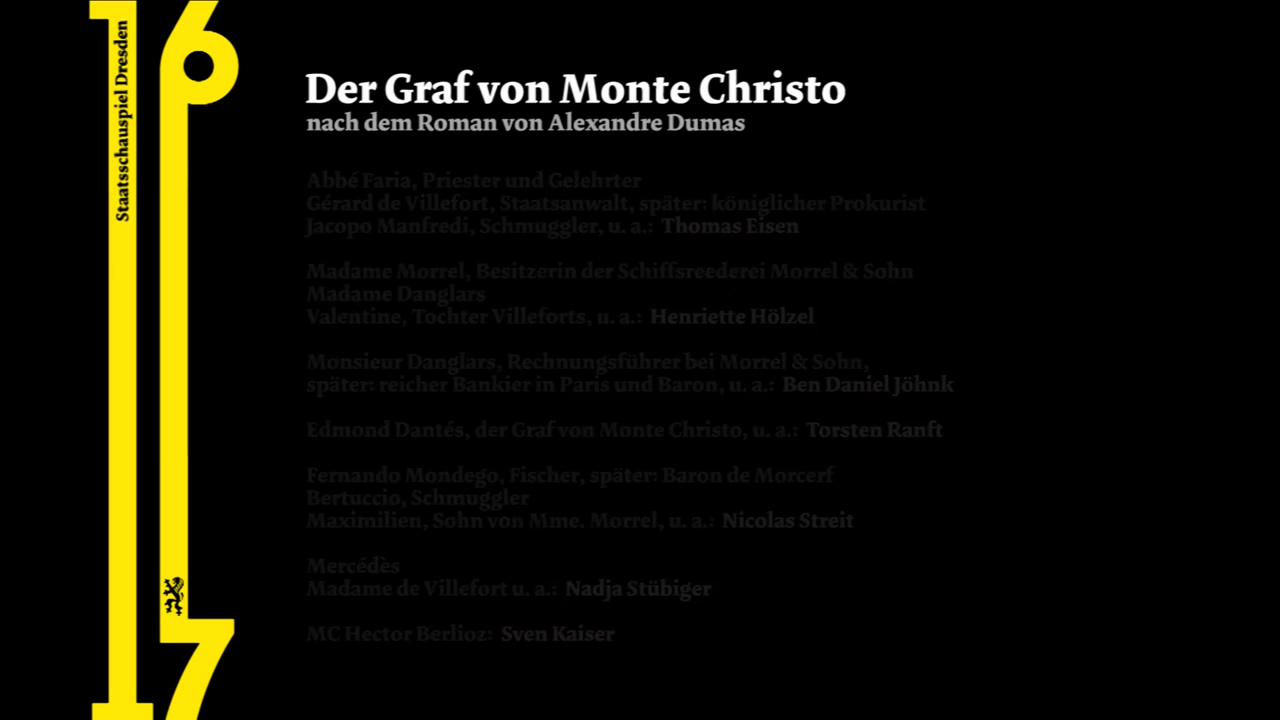 16
17
Staatsschauspiel Dresden
Der Graf von Monte Christo
nach dem Roman von Alexandre Dumas
Abbé Faria, Priester und Gelehrter
Gérard de Villefort, Staatsanwalt, später: königlicher Prokurist
Jacopo Manfredi, Schmuggler, u. a.: Thomas Eisen
Madame Morrel, Besitzerin der Schiffsreederei Morrel & Sohn
Madame Danglars
Valentine, Tochter Villeforts, u. a.: Henriette Hölzel
Monsieur Danglars, Rechnungsführer bei Morrel & Sohn,
später: reicher Bankier in Paris und Baron, u. a.: Ben Daniel Jöhnk
Edmond Dantés, der Graf von Monte Christo, u. a.: Torsten Ranft
Fernando Mondego, Fischer, später: Baron de Morcerf
Bertuccio, Schmuggler
Maximilien, Sohn von Mme. Morrel, u. a.: Nicolas Streit
Mercédès
Madame de Villefort u. a.: Nadja Stübiger
MC Hector Berlioz: Sven Kaiser